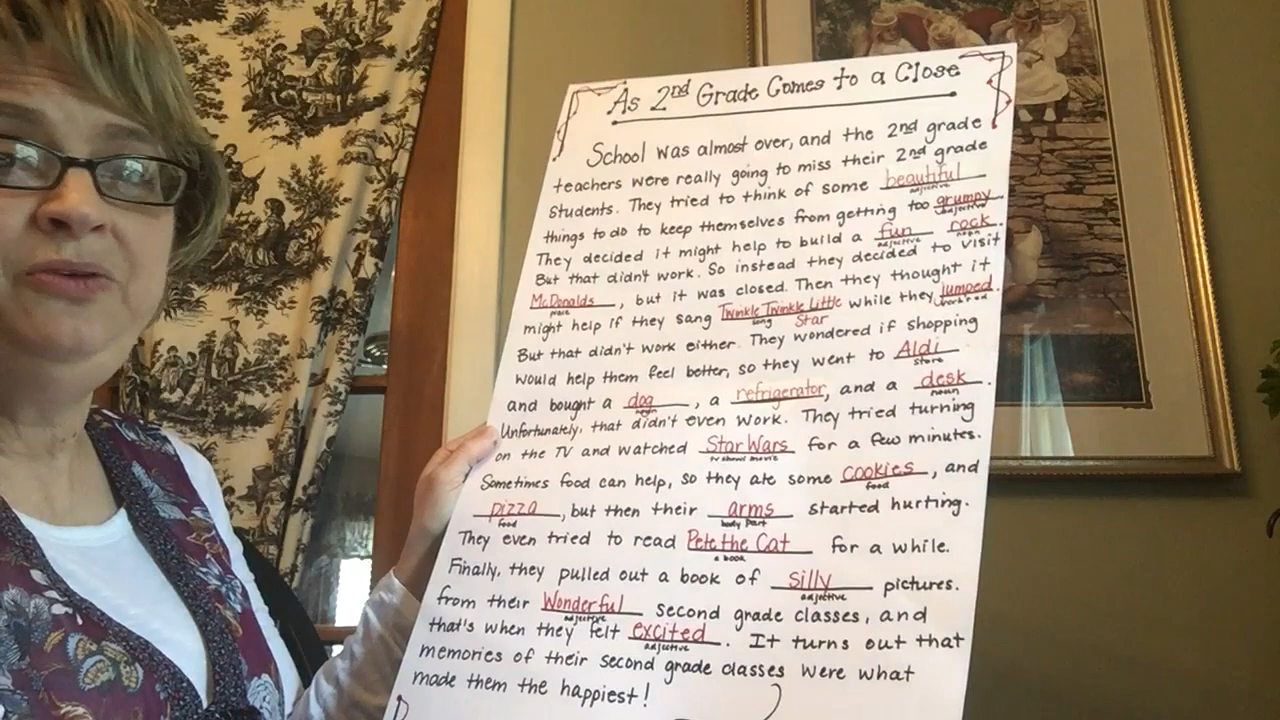 As 2nd Grade Comes to a Close
School was almost over, and the 2nd grade
teachers were really going to miss their 2nd grade
students. They tried to think of some beautiful
adjective
things to do to keep themselves from getting too grumpy.
adjective
They decided it might help to build a fun rock.
adjective noun
But that didn't work. So instead they decided to visit
McDonalds, but it was closed. Then they thought it
place
might help if they sang Twinkle Twinkle Little Star while they jumped.
song
But that didn't work either. They wondered if shopping
would help them feel better, so they went to Aldi
store
and bought a dog, a refrigerator, and a desk.
noun noun
Unfortunately, that didn't even work. They tried turning
on the TV and watched Star Wars for a few minutes.
tv show/movie
Sometimes food can help, so they ate some cookies, and
food
pizza, but then their arms started hurting.
food body part
They even tried to read Pete the Cat for a while.
a book
Finally, they pulled out a book of silly pictures.
adjective
from their Wonderful second grade classes, and
adjective
that's when they felt excited. It turns out that
adjective
memories of their second grade classes were what
made them the happiest!